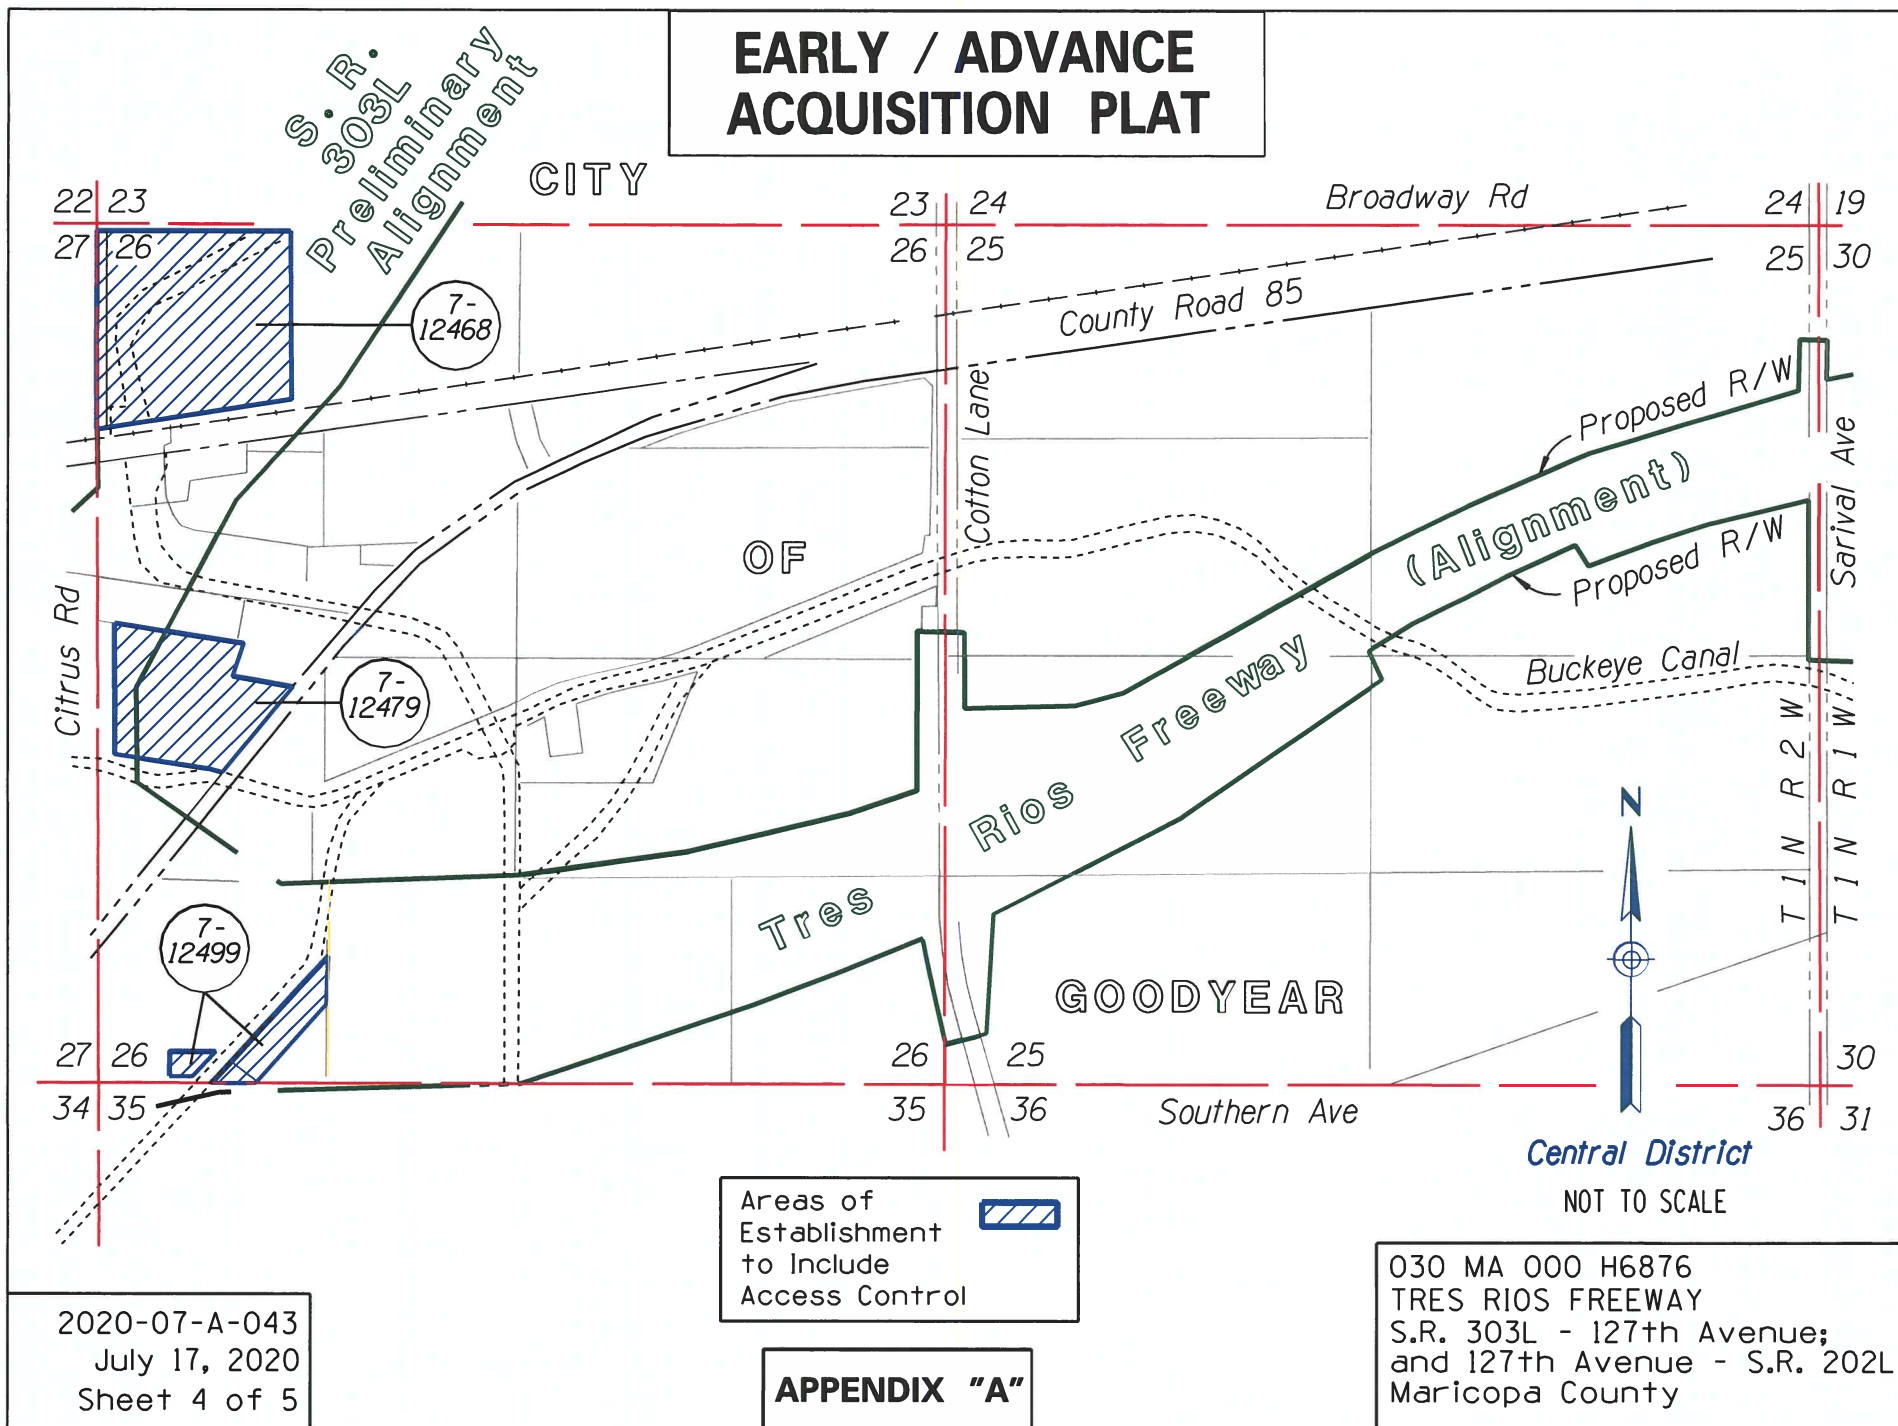 EARLY / ADVANCE
ACQUISITION PLAT
S. R.
303L
Preliminary
Alignment
CITY
Broadway Rd
22 23
27 26
23 24
26 25
24 19
25 30
7-
12468
County Road 85
Cotton Lane
Proposed R/W
(Alignment)
Proposed R/W
Sarival Ave
OF
Citrus Rd
7-
12479
Buckeye Canal
Tres Rios Freeway
T1N R2W
T1N R1W
N
7-
12499
GOODYEAR
27 26
34 35
26 25
35 36
30
36 31
Southern Ave
Central District
NOT TO SCALE
Areas of
Establishment
to Include
Access Control
2020-07-A-043
July 17, 2020
Sheet 4 of 5
APPENDIX "A"
030 MA 000 H6876
TRES RIOS FREEWAY
S.R. 303L - 127th Avenue;
and 127th Avenue - S.R. 202L
Maricopa County